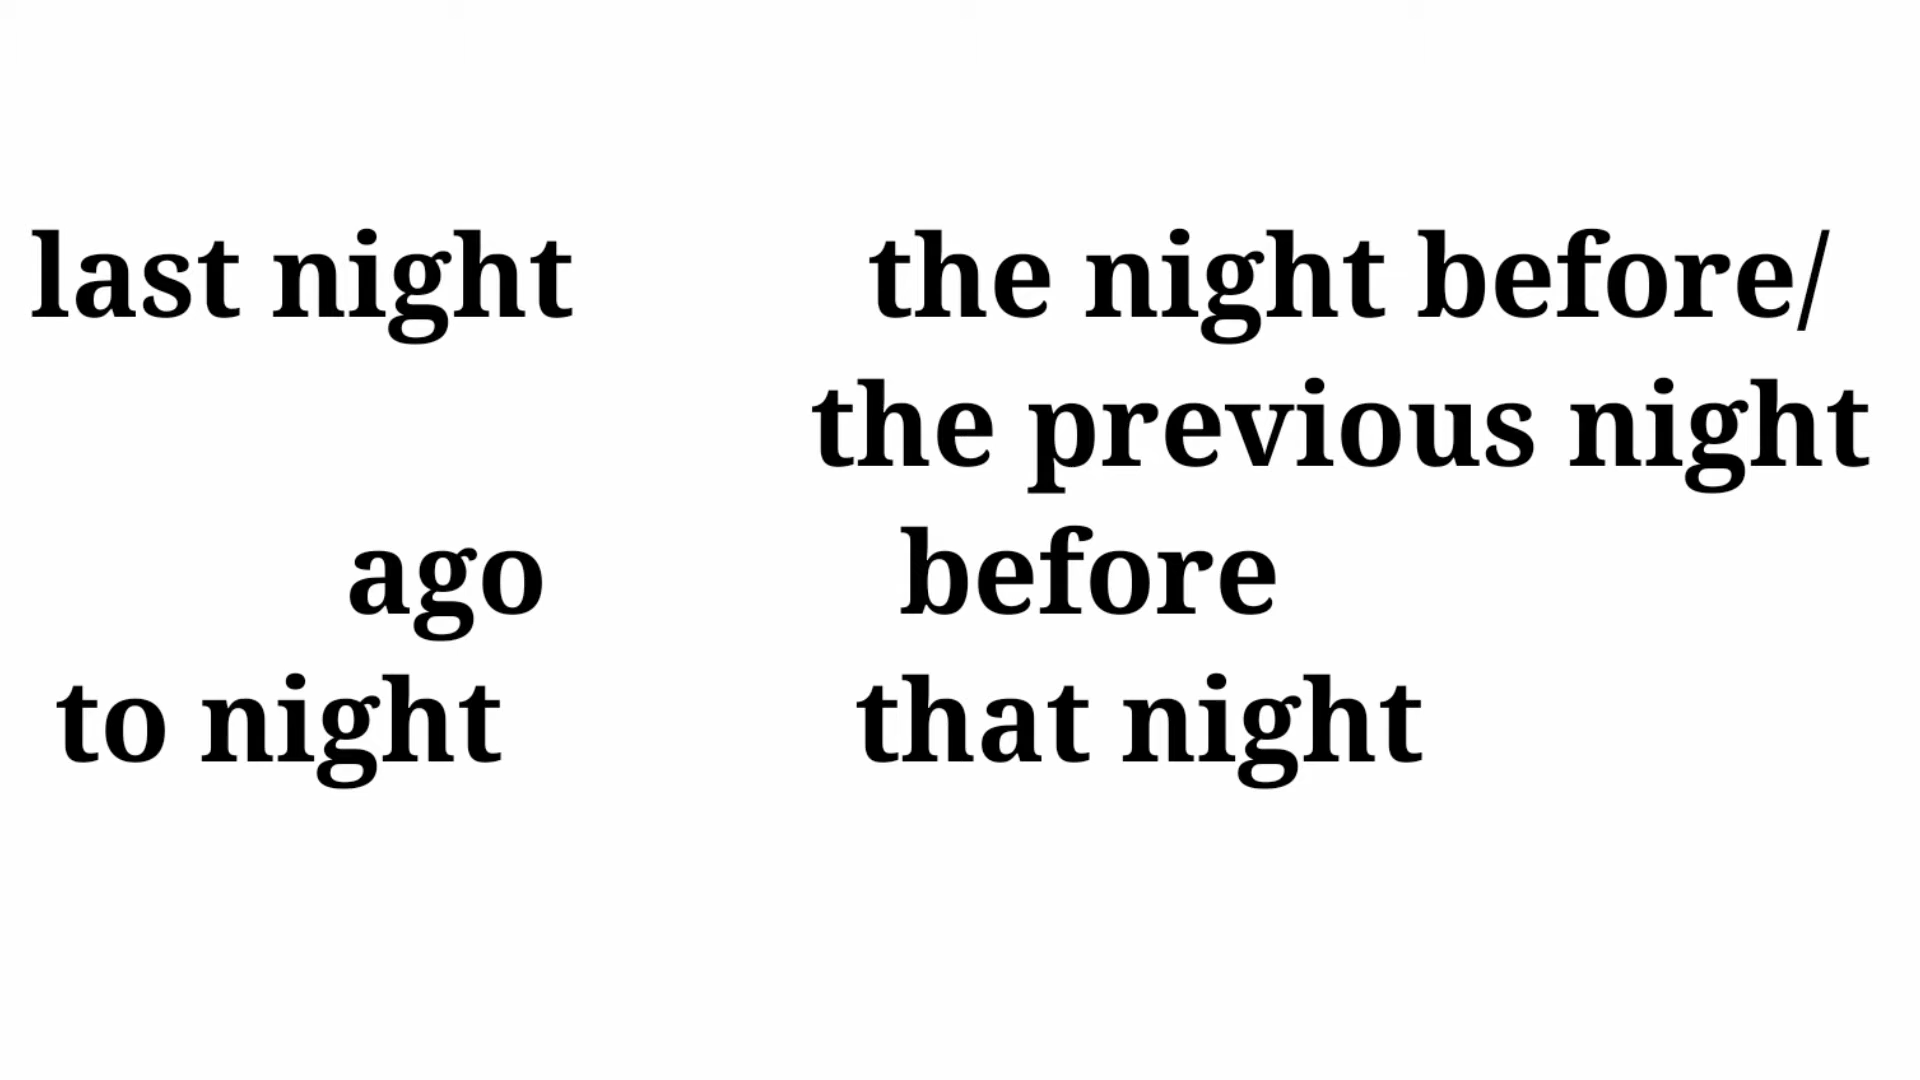 last night the night before/
the previous night
ago before
to night that night